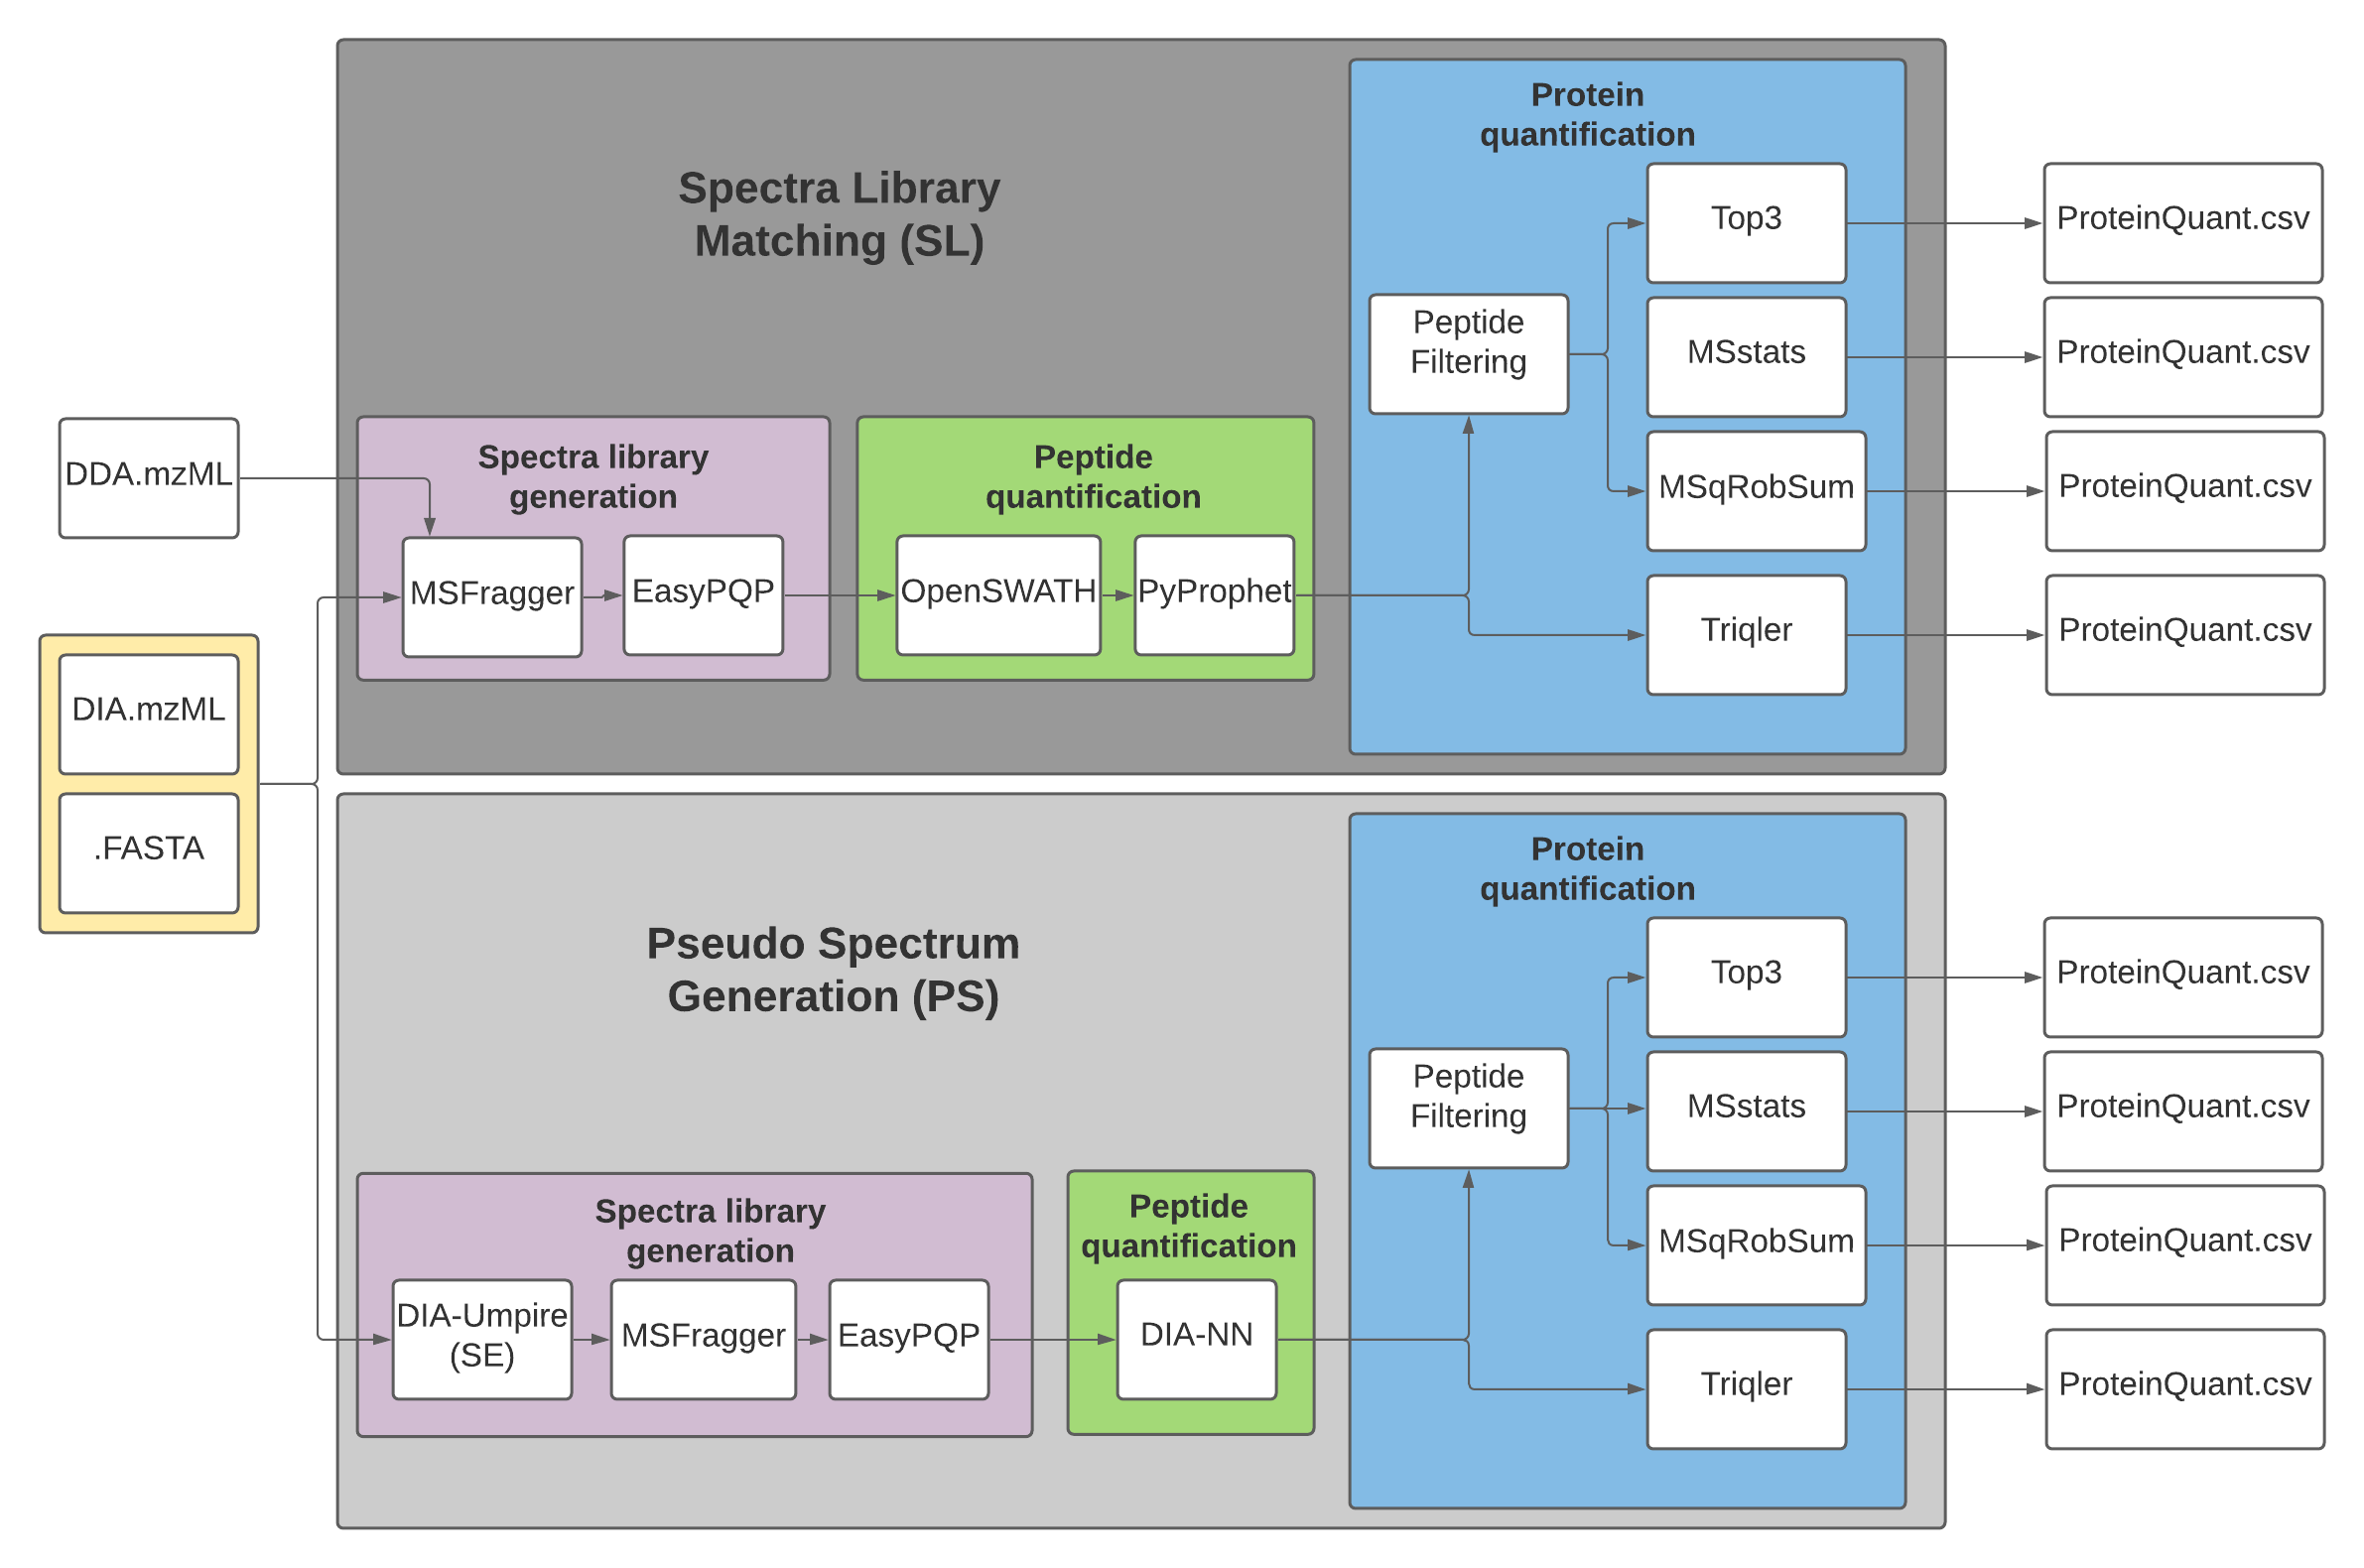 Spectra Library
Matching (SL)
DDA.mzML
DIA.mzML
.FASTA
Spectra library
generation
MSFragger
EasyPQP
Peptide
quantification
OpenSWATH
PyProphet
Protein
quantification
Peptide
Filtering
Top3
MSstats
MSqRobSum
Triqler
ProteinQuant.csv
ProteinQuant.csv
ProteinQuant.csv
ProteinQuant.csv
Pseudo Spectrum
Generation (PS)
Spectra library
generation
DIA-Umpire
(SE)
MSFragger
EasyPQP
Peptide
quantification
DIA-NN
Protein
quantification
Peptide
Filtering
Top3
MSstats
MSqRobSum
Triqler
ProteinQuant.csv
ProteinQuant.csv
ProteinQuant.csv
ProteinQuant.csv